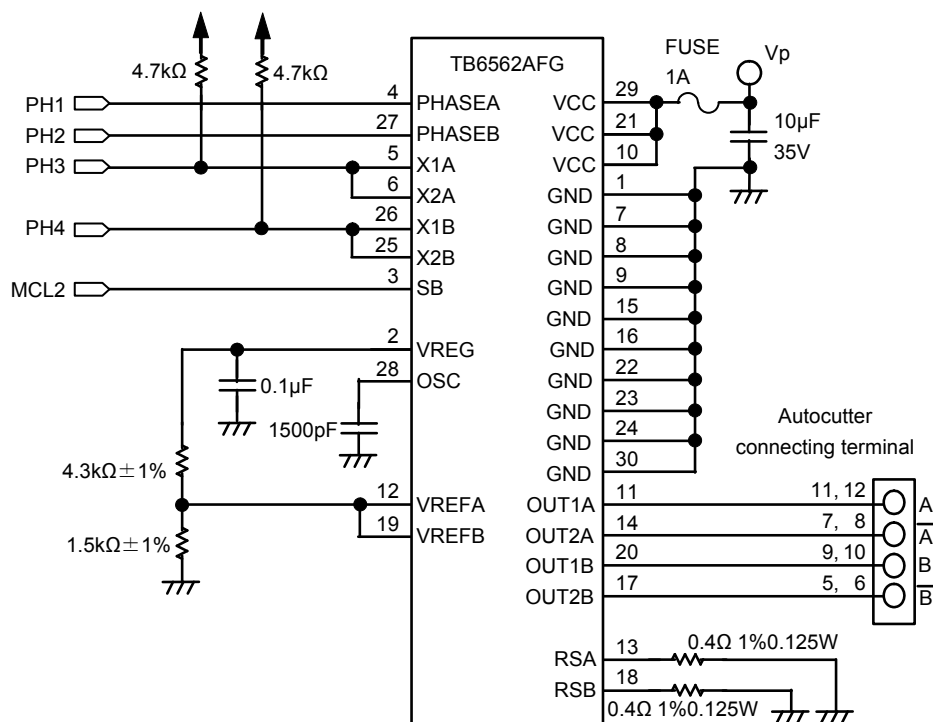 TB6562AFG
FUSE
1A
Vp
10µF
35V
4.7kΩ
4.7kΩ
PH1
4
PHASEA
PH2
27
PHASEB
PH3
5
X1A
6
X2A
PH4
26
X1B
25
X2B
MCL2
3
SB
2
VREG
28
OSC
0.1µF
1500pF
4.3kΩ±1%
12
VREFA
19
VREFB
1.5kΩ±1%
VCC
29
VCC
21
VCC
10
GND
1
GND
7
GND
8
GND
9
GND
15
GND
16
GND
22
GND
23
GND
24
GND
30
Autocutter
connecting terminal
OUT1A
11
11, 12
A
OUT2A
14
7, 8
A̅
OUT1B
20
9, 10
B
OUT2B
17
5, 6
B̅
RSA
13
0.4Ω 1%0.125W
RSB
18
0.4Ω 1%0.125W